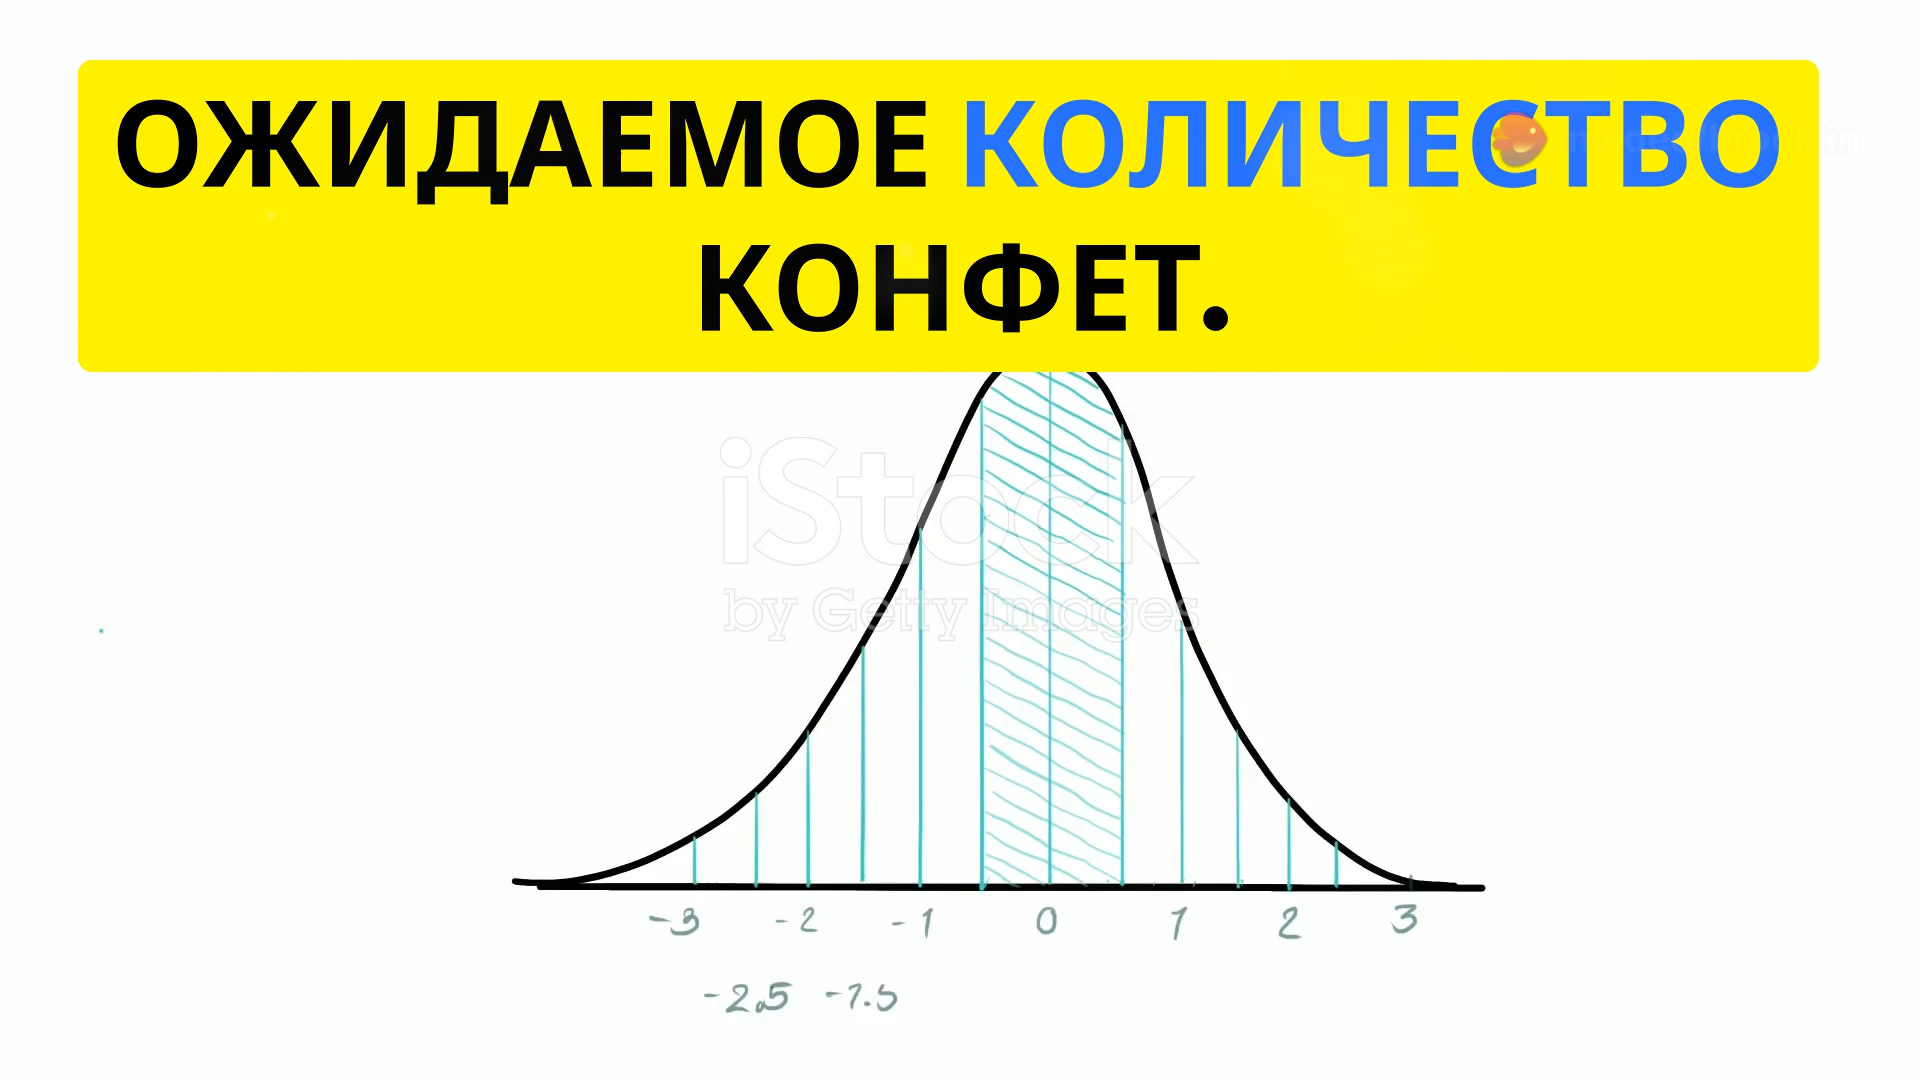 ОЖИДАЕМОЕ КОЛИЧЕСТВО
КОНФЕТ.
iStock
by Getty Images
-3 -2 -1 0 1 2 3
-2.5 -1.5